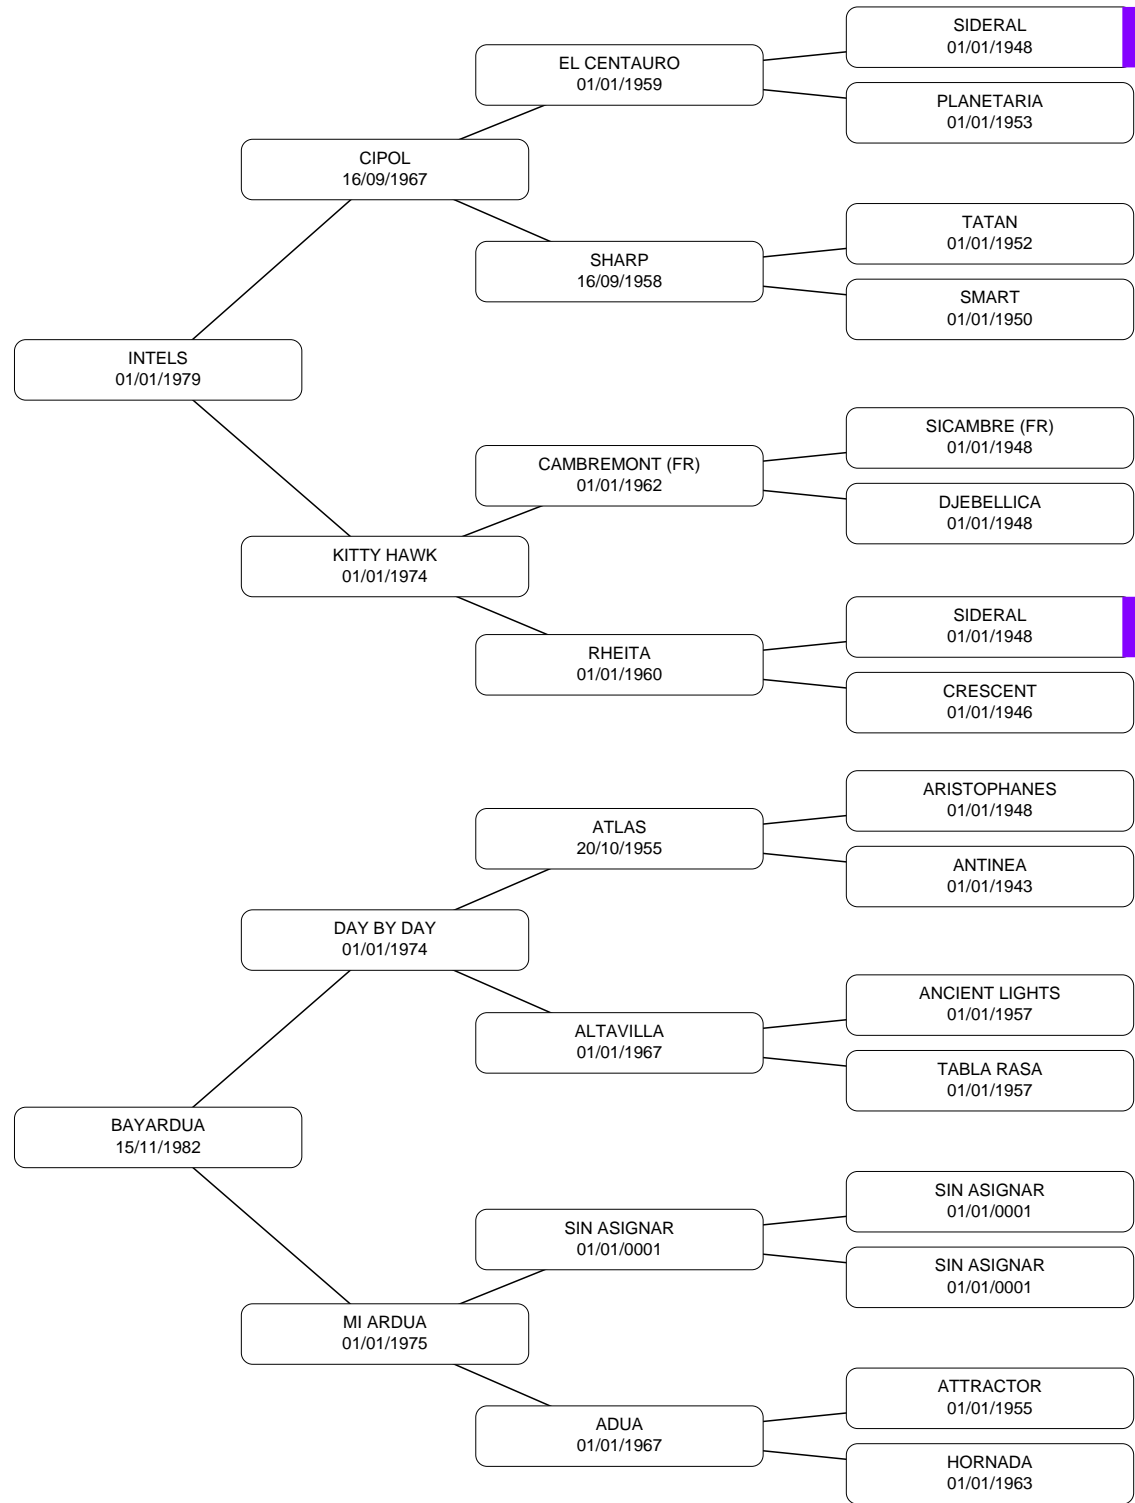 SIDERAL
01/01/1948
EL CENTAURO
01/01/1959
PLANETARIA
01/01/1953
CIPOL
16/09/1967
TATAN
01/01/1952
SHARP
16/09/1958
SMART
01/01/1950
INTELS
01/01/1979
SICAMBRE (FR)
01/01/1948
CAMBREMONT (FR)
01/01/1962
DJEBELLICA
01/01/1948
KITTY HAWK
01/01/1974
SIDERAL
01/01/1948
RHEITA
01/01/1960
CRESCENT
01/01/1946
ARISTOPHANES
01/01/1948
ATLAS
20/10/1955
ANTINEA
01/01/1943
DAY BY DAY
01/01/1974
ANCIENT LIGHTS
01/01/1957
ALTAVILLA
01/01/1967
TABLA RASA
01/01/1957
BAYARDUA
15/11/1982
SIN ASIGNAR
01/01/0001
SIN ASIGNAR
01/01/0001
SIN ASIGNAR
01/01/0001
MI ARDUA
01/01/1975
ATTRACTOR
01/01/1955
ADUA
01/01/1967
HORNADA
01/01/1963